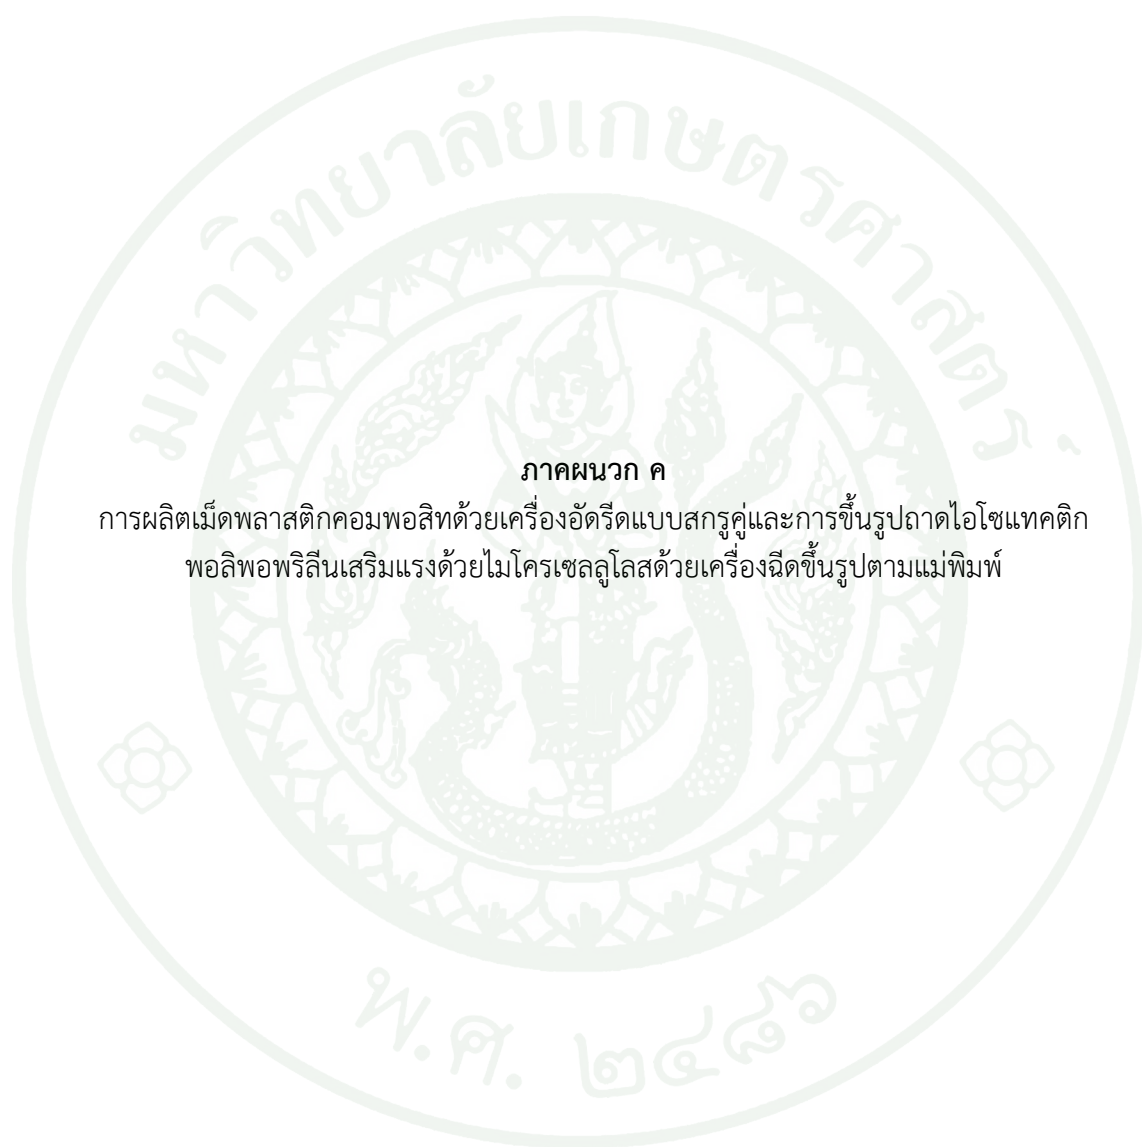 มหาวิทยาลัยเกษตรศาสตร์
ภาคผนวก ค
การผลิตเม็ดพลาสติกคอมพอสิทด้วยเครื่องอัดรีดแบบสกรูคู่และการขึ้นรูปถาดไอโซแทคติก
พอลิพอพริลีนเสริมแรงด้วยไมโครเซลลูโลสด้วยเครื่องฉีดขึ้นรูปตามแม่พิมพ์
พ.ศ. ๒๔๘๖